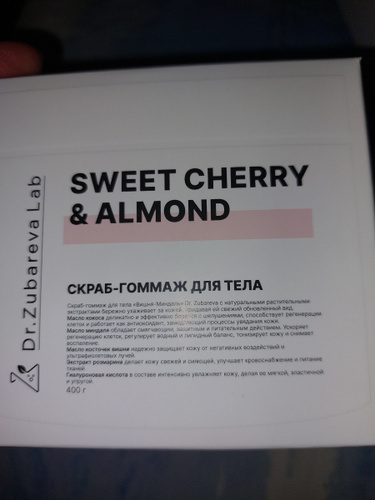 SWEET CHERRY
& ALMOND
Dr.Zubareva Lab
СКРАБ-ГОММАЖ ДЛЯ ТЕЛА
Скраб-гоммаж для тела «Вишня-Миндаль» Dr. Zubareva с натуральными растительными
экстрактами бережно ухаживает за кожей, придавая ей свежий обновленный вид.
Масло кокоса деликатно и эффективно борется с шелушениями, способствует регенерации
клеток и работает как антиоксидант, замедляющий процессы увядания кожи.
Масло миндаля обладает смягчающим, защитным и питательным действием. Ускоряет
регенерацию клеток, регулирует водный и липидный баланс, тонизирует кожу и снимает
воспаление.
Масло косточек вишни надежно защищает кожу от негативных воздействий и
ультрафиолетовых лучей.
Экстракт розмарина делает кожу свежей и сияющей, улучшает кровоснабжение и питание
тканей.
Гиалуроновая кислота в составе интенсивно увлажняет кожу, делая ее мягкой, эластичной
и упругой.
400 г